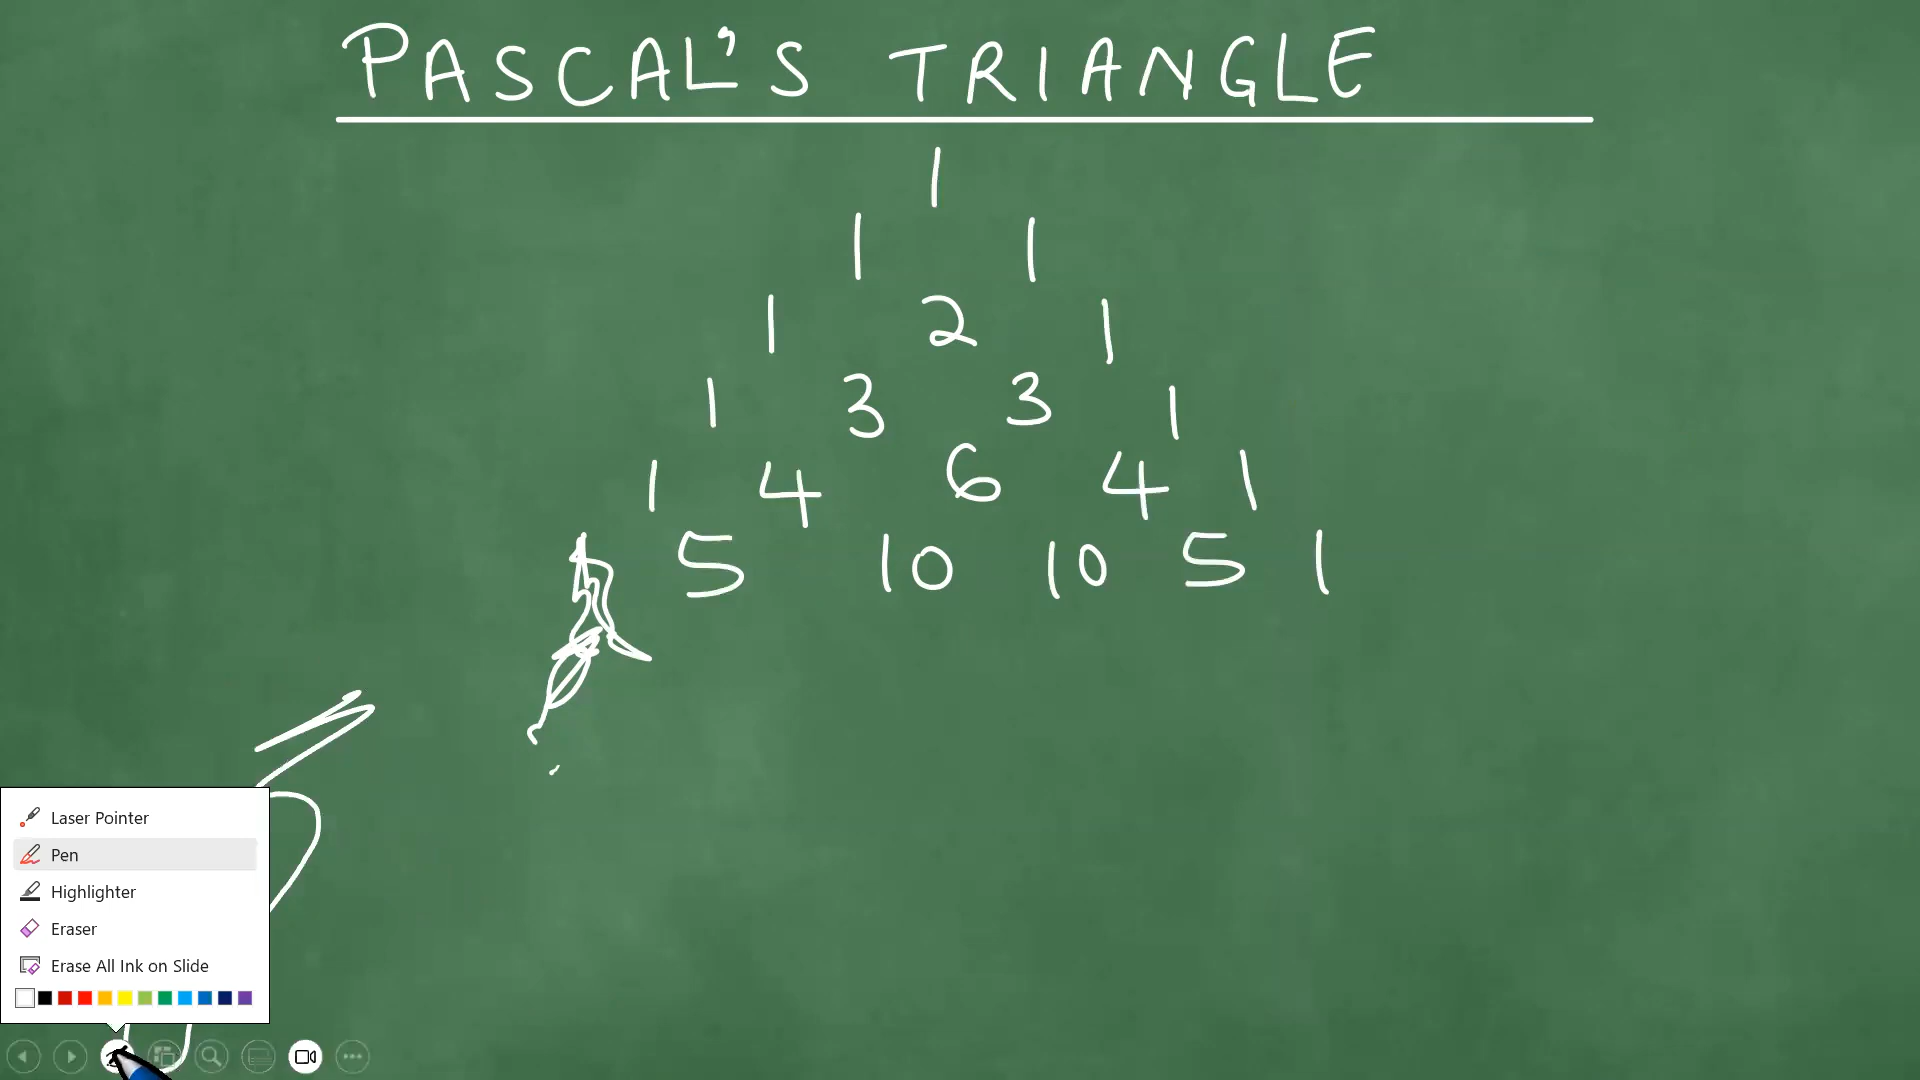 PASCAL'S TRIANGLE
1
1 1
1 2 1
1 3 3 1
1 4 6 4 1
5 10 10 5 1
Laser Pointer
Pen
Highlighter
Eraser
Erase All Ink on Slide